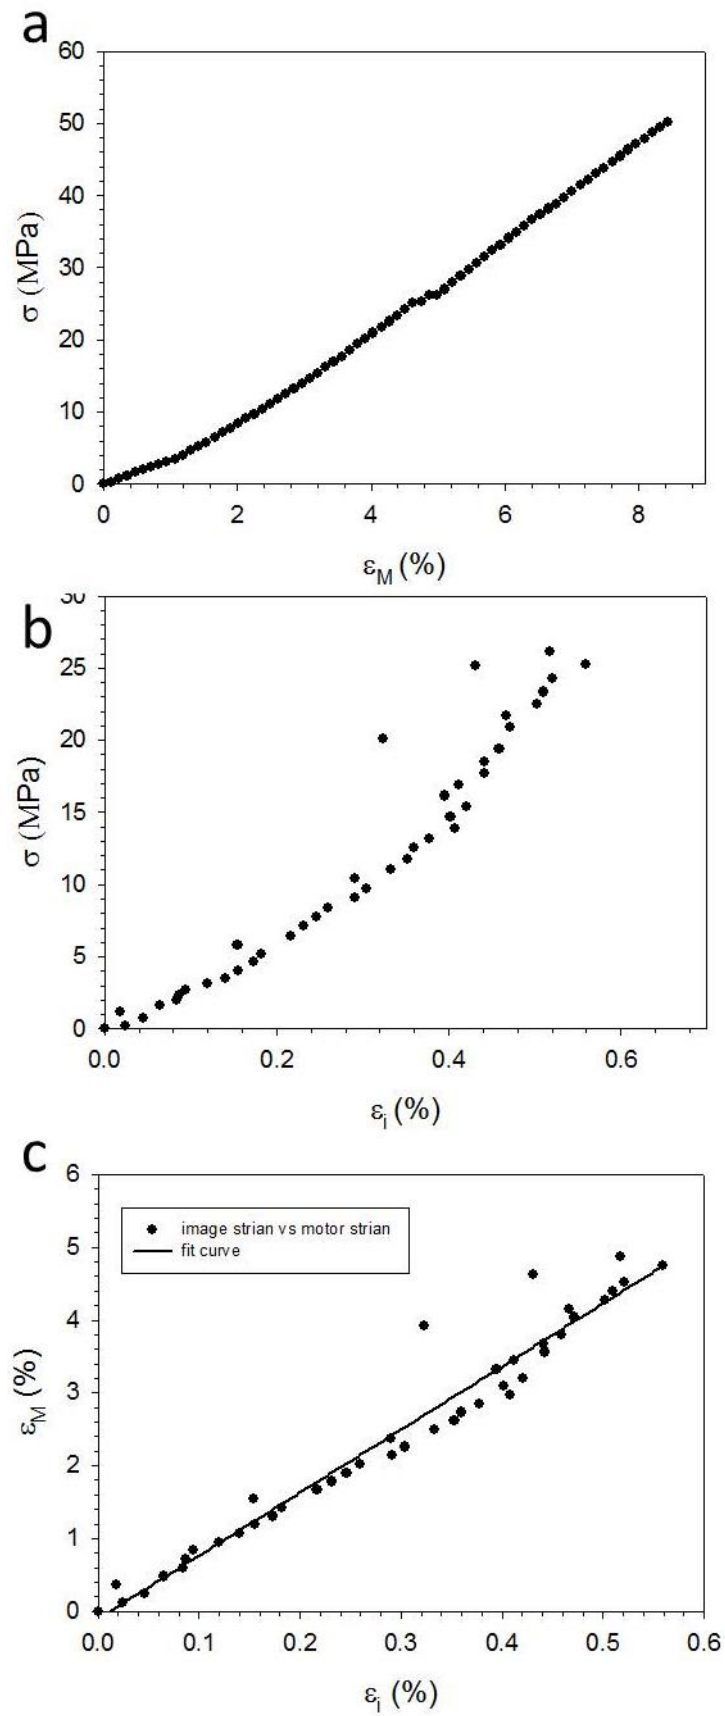 a
60
50
40
30
20
10
0
σ (MPa)
0 2 4 6 8
εM (%)
b
30
25
20
15
10
5
0
σ (MPa)
0.0 0.2 0.4 0.6
εi (%)
c
6
5
4
3
2
1
0
εM (%)
image strian vs motor strian
fit curve
0.0 0.1 0.2 0.3 0.4 0.5 0.6
εi (%)